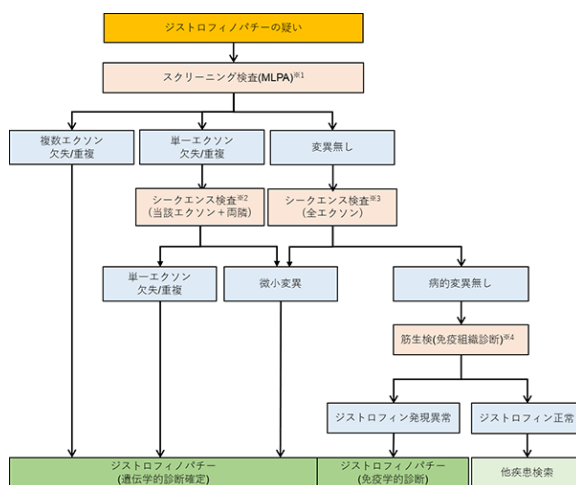 ジストロフィノパチーの疑い
スクリーニング検査(MLPA)※1
複数エクソン
欠失/重複
単一エクソン
欠失/重複
変異無し
シークエンス検査※2
(当該エクソン＋両隣)
シークエンス検査※3
(全エクソン)
単一エクソン
欠失/重複
微小変異
病的変異無し
筋生検(免疫組織診断)※4
ジストロフィン発現異常
ジストロフィン正常
ジストロフィノパチー
(遺伝学的診断確定)
ジストロフィノパチー
(免疫学的診断)
他疾患検索